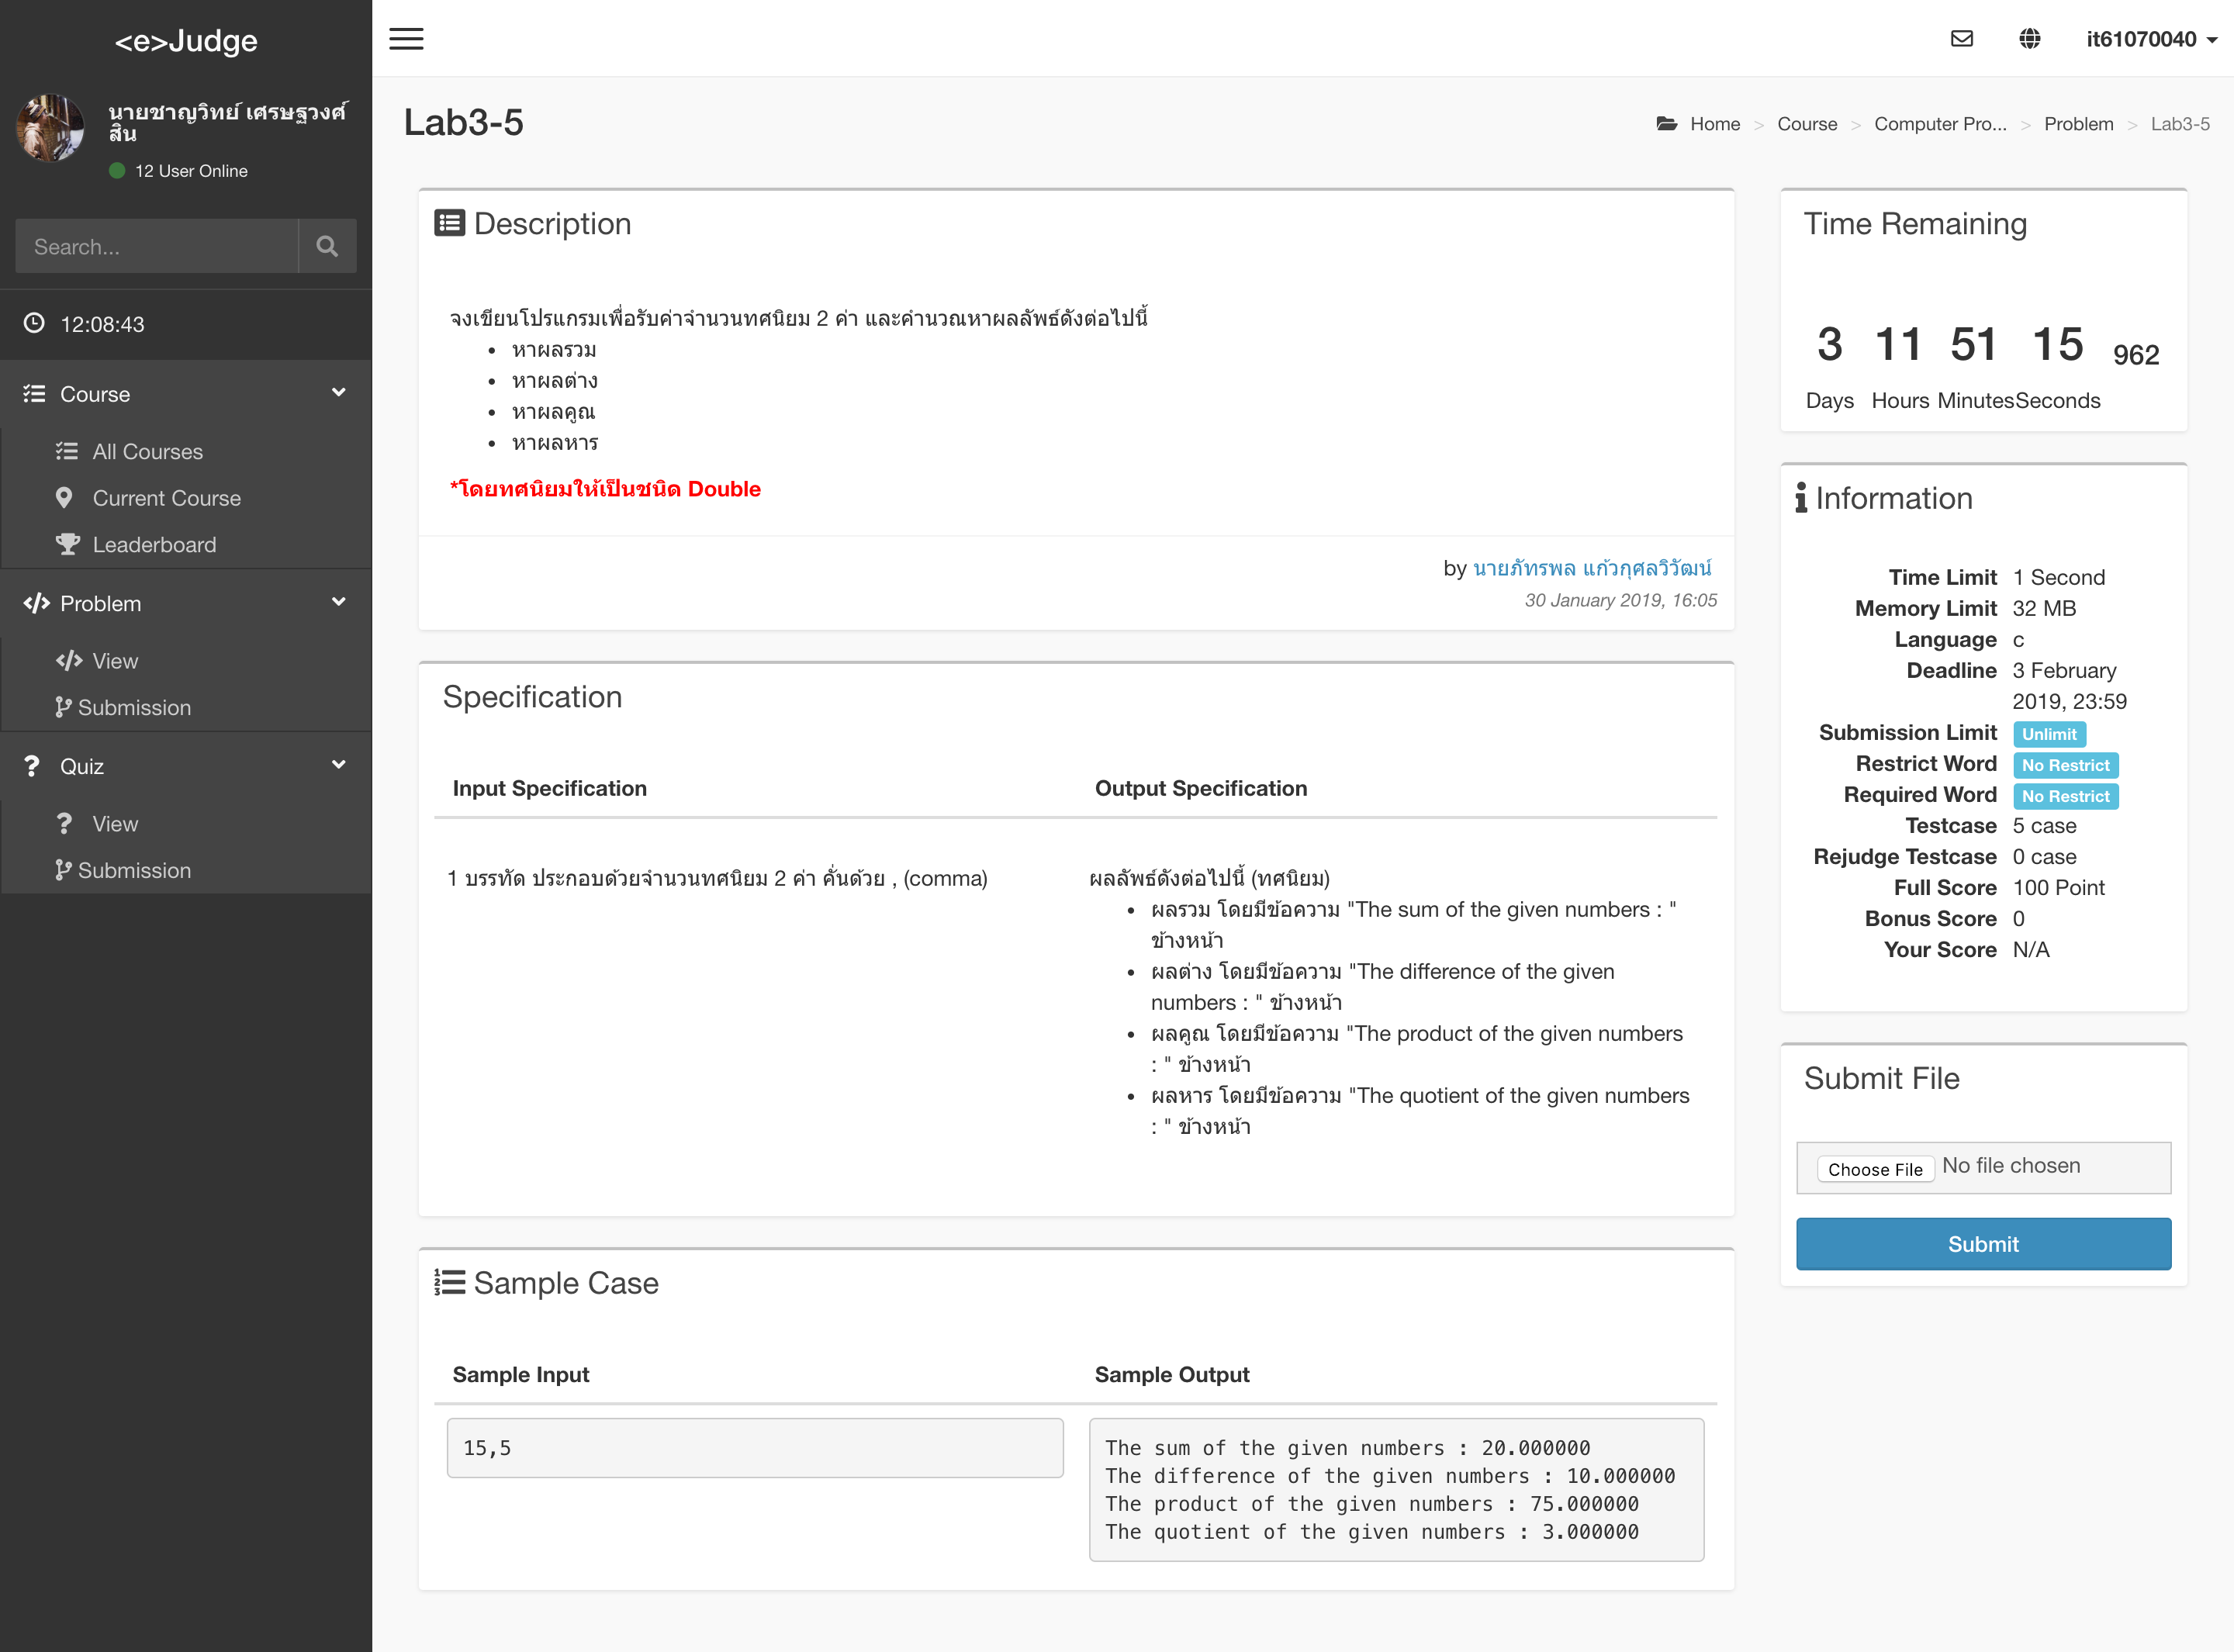 <e>Judge
นายชาญวิทย์ เศรษฐวงศ์
สิน
12 User Online
Search...
12:08:43
Course
All Courses
Current Course
Leaderboard
Problem
View
Submission
Quiz
View
Submission
it61070040
Lab3-5
Home > Course > Computer Pro... > Problem > Lab3-5
Description
จงเขียนโปรแกรมเพื่อรับค่าจำนวนทศนิยม 2 ค่า และคำนวณหาผลลัพธ์ดังต่อไปนี้
• หาผลรวม
• หาผลต่าง
• หาผลคูณ
• หาผลหาร
*โดยทศนิยมให้เป็นชนิด Double
by นายภัทรพล แก้วกุศลวิวัฒน์
30 January 2019, 16:05
Specification
Input Specification
1 บรรทัด ประกอบด้วยจำนวนทศนิยม 2 ค่า คั่นด้วย , (comma)
Output Specification
ผลลัพธ์ดังต่อไปนี้ (ทศนิยม)
• ผลรวม โดยมีข้อความ "The sum of the given numbers : "
ข้างหน้า
• ผลต่าง โดยมีข้อความ "The difference of the given
numbers : " ข้างหน้า
• ผลคูณ โดยมีข้อความ "The product of the given numbers
: " ข้างหน้า
• ผลหาร โดยมีข้อความ "The quotient of the given numbers
: " ข้างหน้า
Sample Case
Sample Input
15,5
Sample Output
The sum of the given numbers : 20.000000
The difference of the given numbers : 10.000000
The product of the given numbers : 75.000000
The quotient of the given numbers : 3.000000
Time Remaining
3 11 51 15 962
Days Hours Minutes Seconds
Information
Time Limit 1 Second
Memory Limit 32 MB
Language c
Deadline 3 February
2019, 23:59
Submission Limit Unlimit
Restrict Word No Restrict
Required Word No Restrict
Testcase 5 case
Rejudge Testcase 0 case
Full Score 100 Point
Bonus Score 0
Your Score N/A
Submit File
Choose File No file chosen
Submit